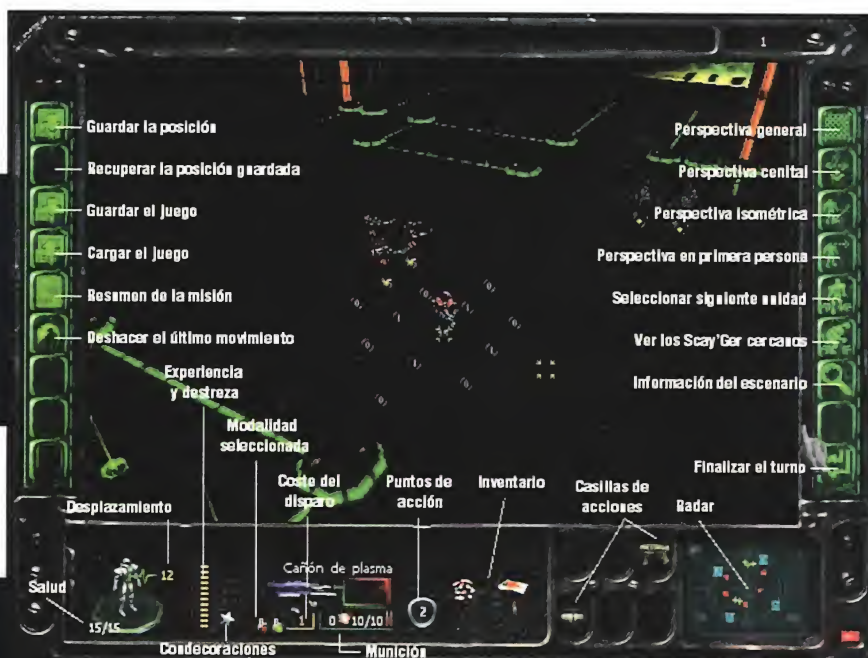 1
Guardar la posición
Recuperar la posición guardada
Guardar el juego
Cargar el juego
Resumen de la misión
Deshacer el último movimiento
Perspectiva general
Perspectiva cenital
Perspectiva isométrica
Perspectiva en primera persona
Seleccionar siguiente unidad
Ver los Scay'Ger cercanos
Información del escenario
Finalizar el turno
Experiencia
y destreza
Modalidad
seleccionada
Coste del
disparo
Puntos de
acción
Inventario
Casillas de
acciones
Radar
Desplazamiento
12
Salud
15/15
Cañón de plasma
1
0
10/10
2
Condecoraciones
Munición